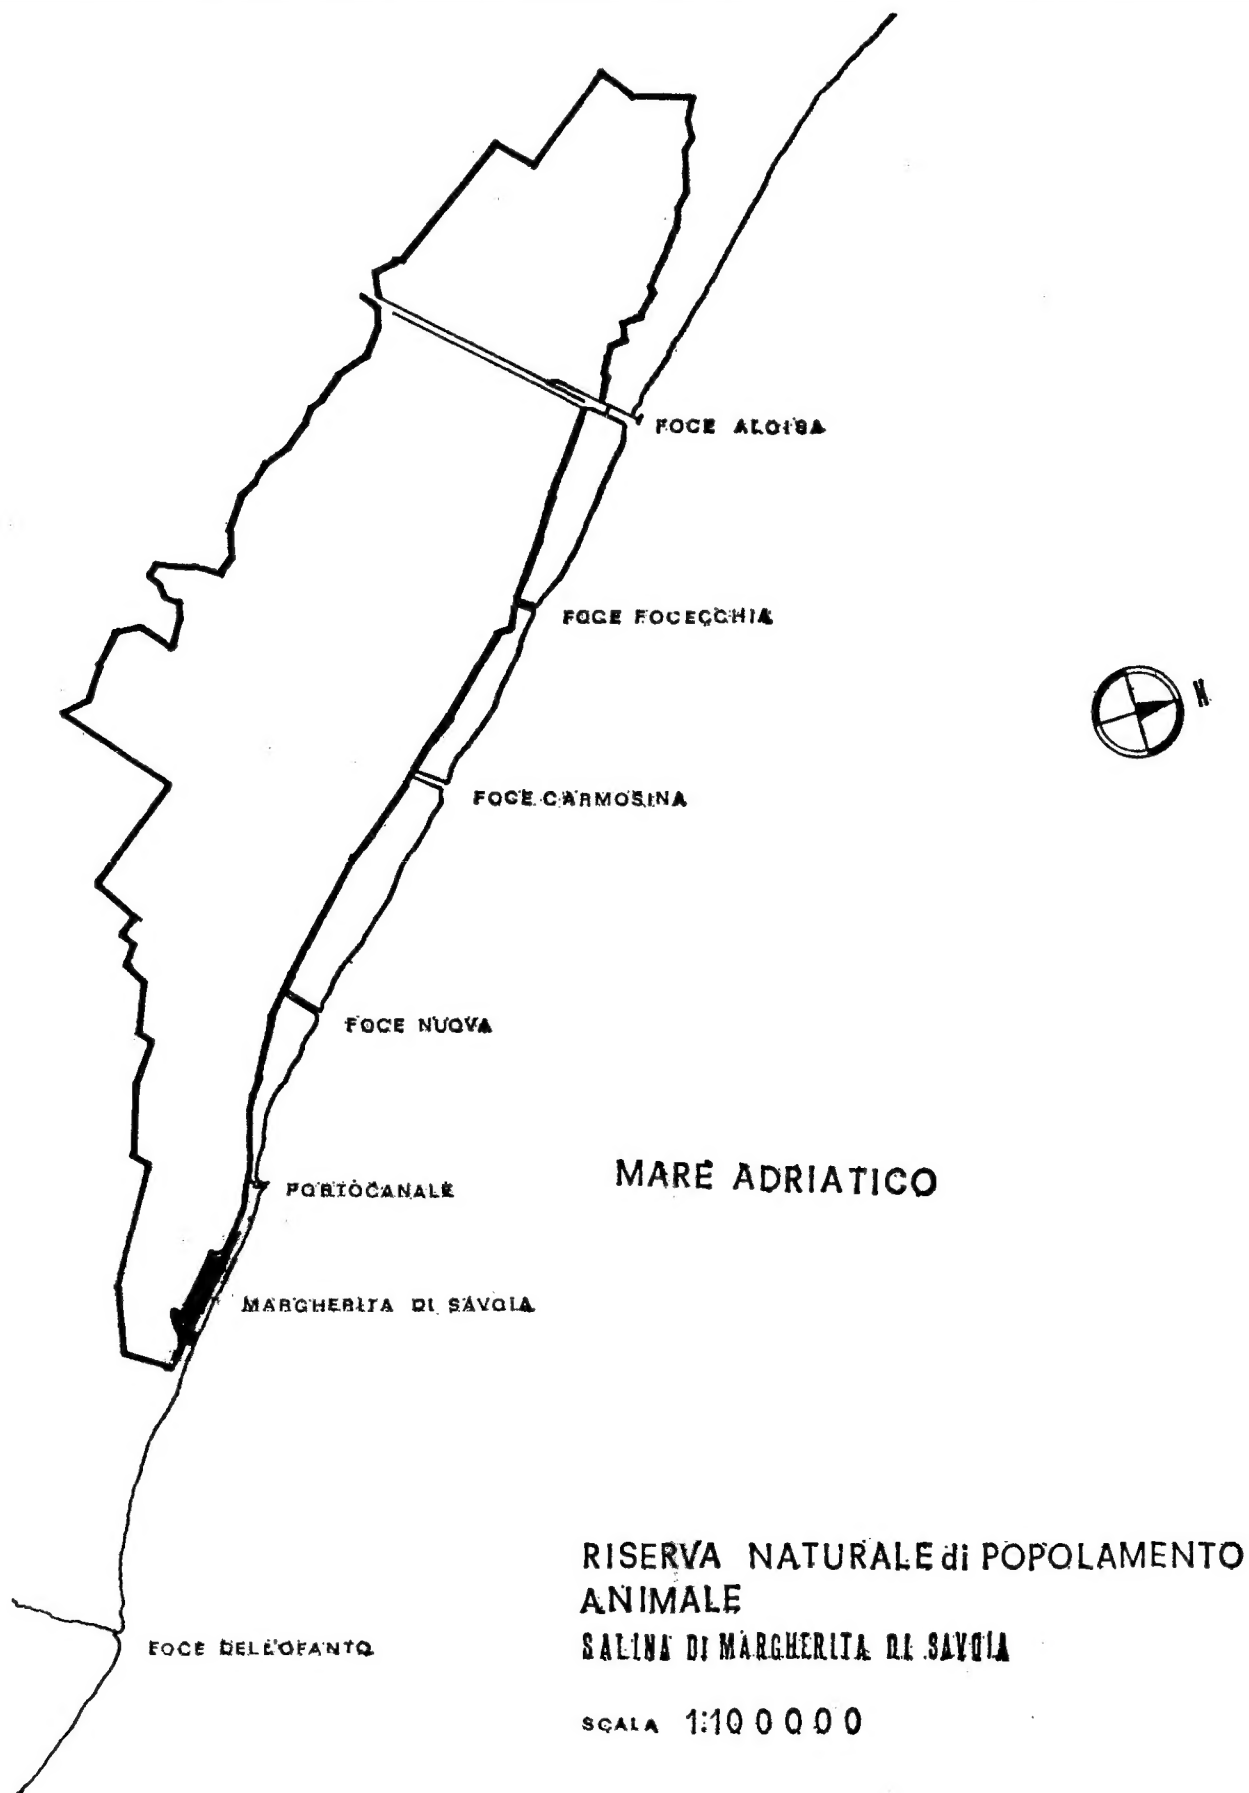 FOCE ALOISA
FOCE FOCECCHIA
N
FOCE CARMOSINA
FOCE NUOVA
MARE ADRIATICO
PORTOCANALE
MARGHERITA DI SAVOIA
RISERVA NATURALE di POPOLAMENTO
ANIMALE
FOCE DELL'OFANTO
SALINA DI MARGHERITA DI SAVOIA
SCALA 1:100000